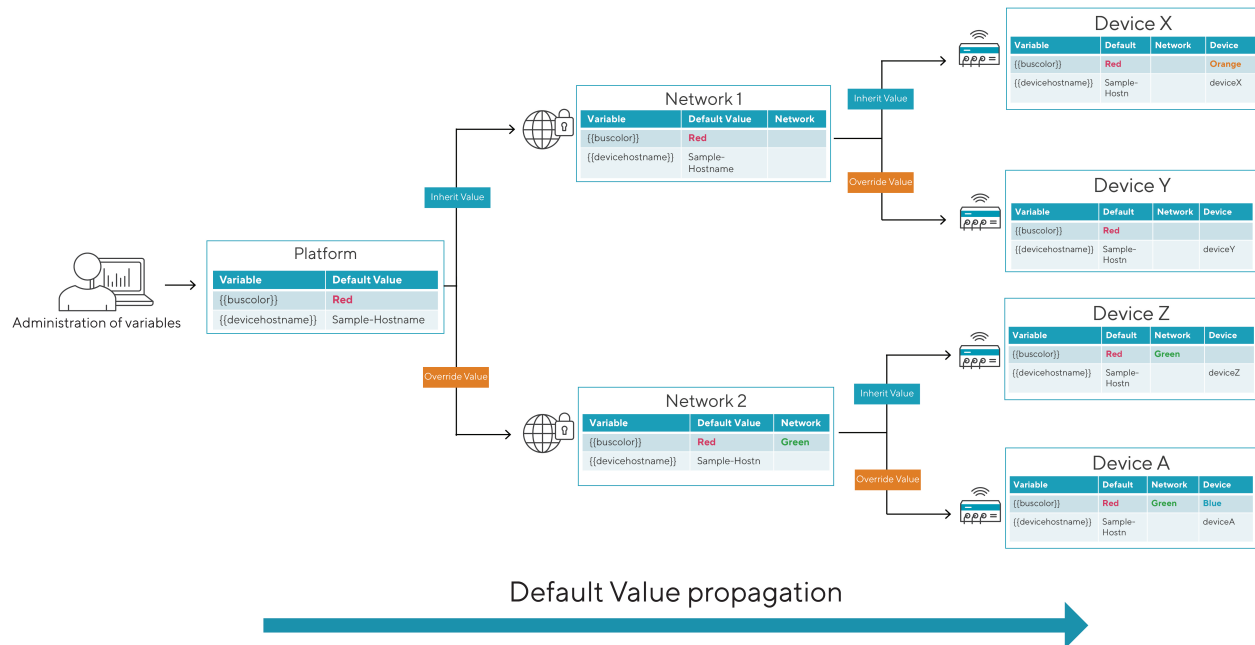 Administration of variables
Platform
Variable Default Value
{{buscolor}} Red
{{devicehostname}} Sample-Hostname
Inherit Value
Override Value
Network 1
Variable Default Value Network
{{buscolor}} Red
{{devicehostname}} Sample-
Hostname
Network 2
Variable Default Value Network
{{buscolor}} Red Green
{{devicehostname}} Sample-Hostn
Inherit Value
Override Value
Inherit Value
Override Value
Device X
Variable Default Network Device
{{buscolor}} Red Orange
{{devicehostname}} Sample- deviceX
Hostn
Device Y
Variable Default Network Device
{{buscolor}} Red
{{devicehostname}} Sample- deviceY
Hostn
Device Z
Variable Default Network Device
{{buscolor}} Red Green
{{devicehostname}} Sample- deviceZ
Hostn
Device A
Variable Default Network Device
{{buscolor}} Red Green Blue
{{devicehostname}} Sample- deviceA
Hostn
Default Value propagation